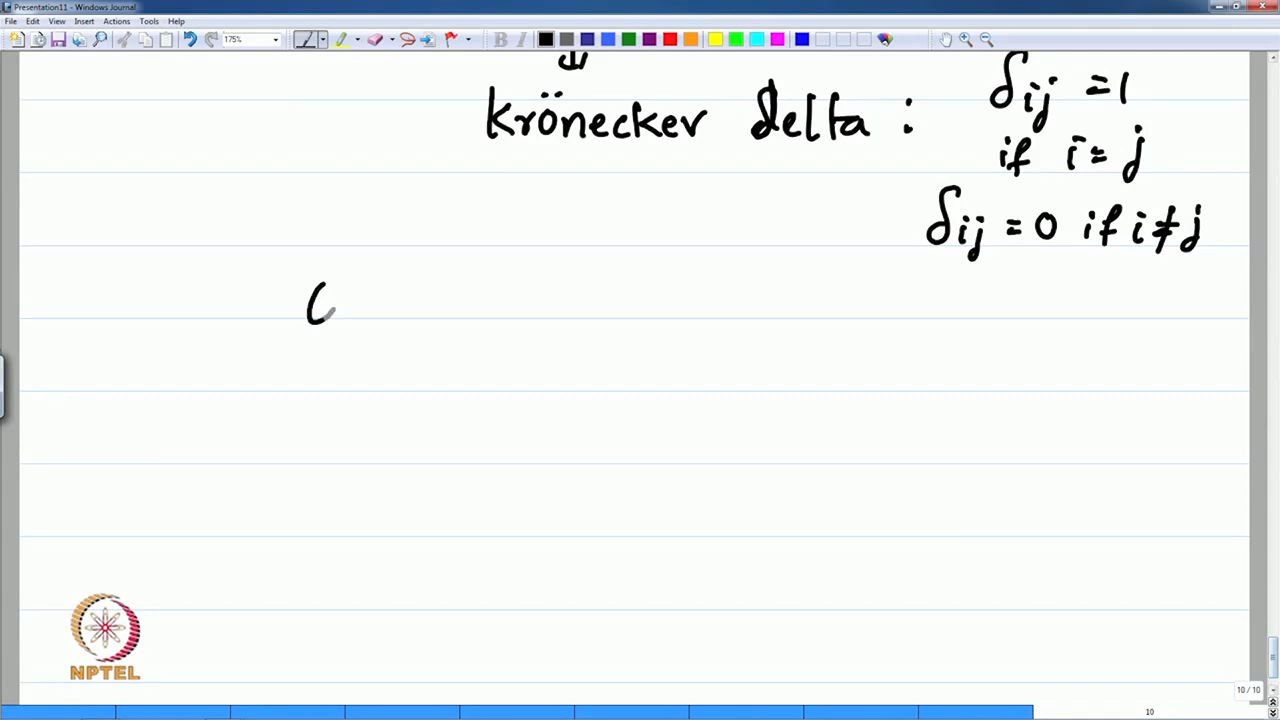 Presentation11 - Windows Journal
File Edit View Insert Actions Tools Help
175%
B I
krönecker delta :
δij = 1
if i = j
δij = 0 if i ≠ j
(
NPTEL
10 / 10
10